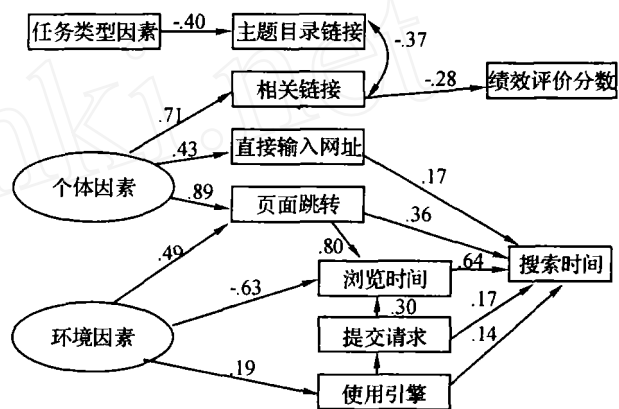 任务类型因素 -.40 主题目录链接
-.37
相关链接 -.28 绩效评价分数
.71
.43 直接输入网址
个体因素 .17
.89 页面跳转 .36
.49 .80 .64 搜索时间
-.63 浏览时间
.30 .17
环境因素 提交请求
.19 .14
使用引擎